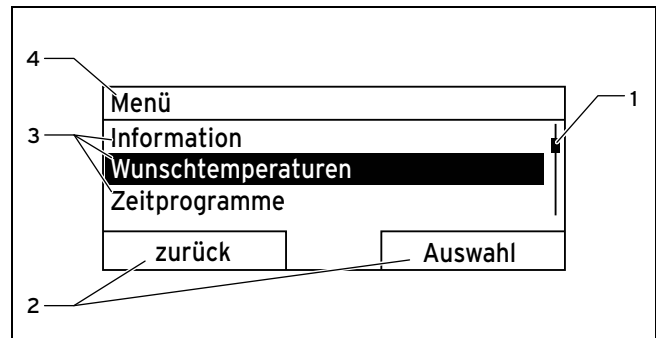 4
Menü
1
3
Information
Wunschtemperaturen
Zeitprogramme
zurück
Auswahl
2